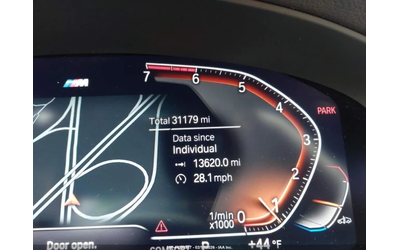 M
7
6
5
4
3
2
1
0
PARK
Total 31179 mi
Data since
Individual
13620.0 mi
28.1 mph
1/min
x1000
Door open.
COMFORT P
+44°F